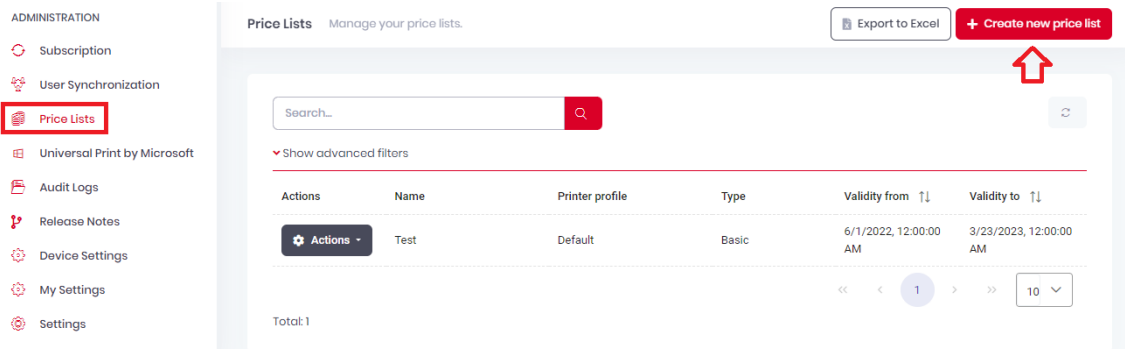 ADMINISTRATION
Subscription
User Synchronization
Price Lists
Universal Print by Microsoft
Audit Logs
Release Notes
Device Settings
My Settings
Settings
Price Lists Manage your price lists.
Export to Excel
+ Create new price list
Search...
Show advanced filters
Actions Name Printer profile Type Validity from Validity to
Actions Test Default Basic 6/1/2022, 12:00:00 3/23/2023, 12:00:00
AM AM
<< < 1 > >> 10
Total: 1